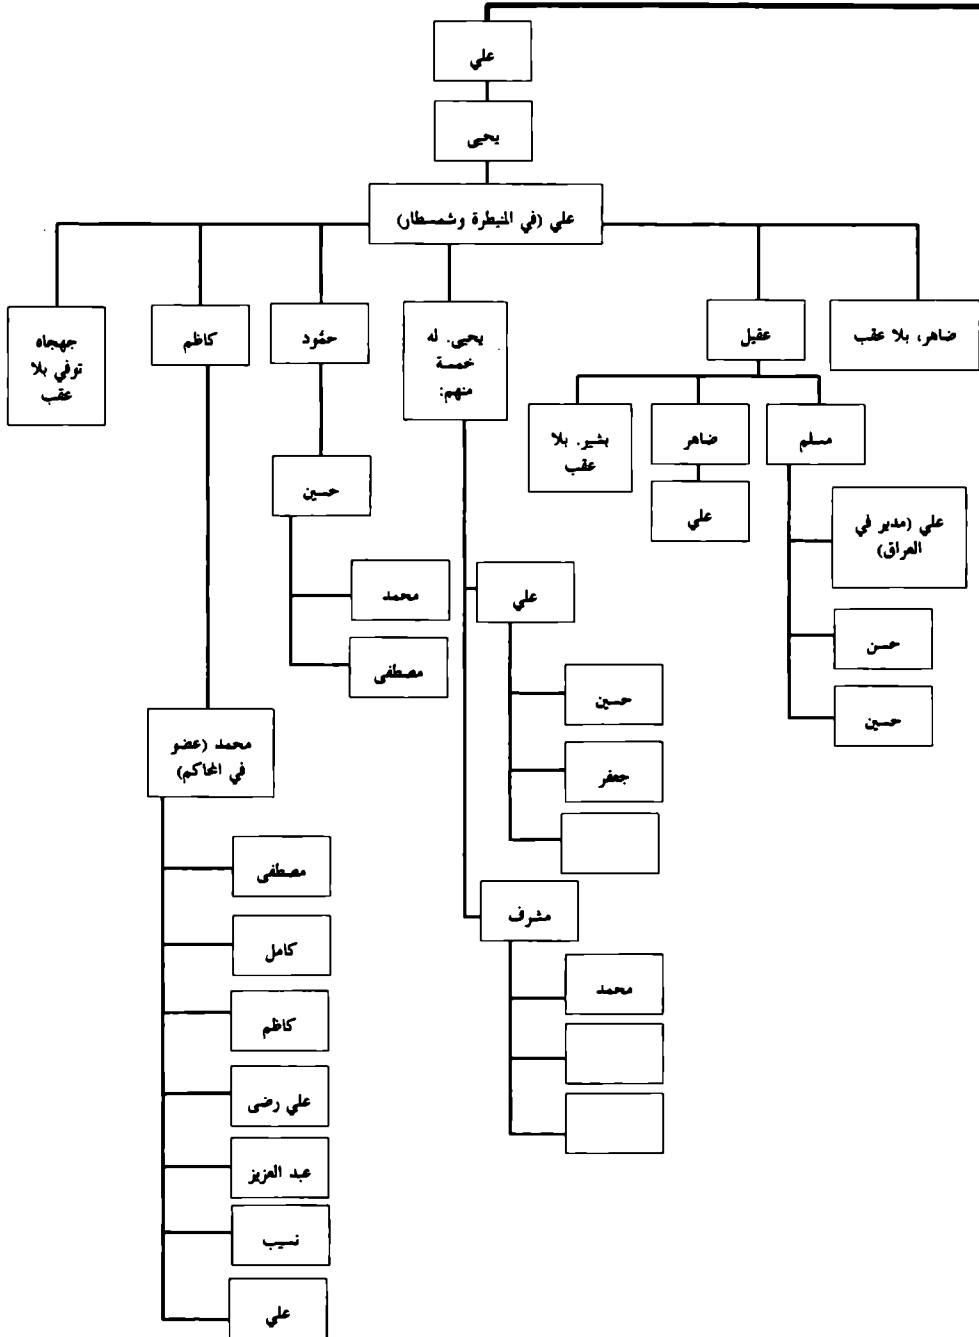 علي
يحيى
علي (في المنيطرة وشمسطار)
ضاهر، بلا عقب
عقيل
يحيى. له
خمسة
منهم:
حمّود
كاظم
جهجاه
توفي بلا
عقب
مسلم
ضاهر
بشير. بلا
عقب
علي
علي (مدير في
العراق)
حسن
حسين
حسين
محمد
مصطفى
علي
حسين
جعفر
مشرف
محمد
محمد (عضو
في المحاكم)
مصطفى
كامل
كاظم
علي رضى
عبد العزيز
نسيب
علي